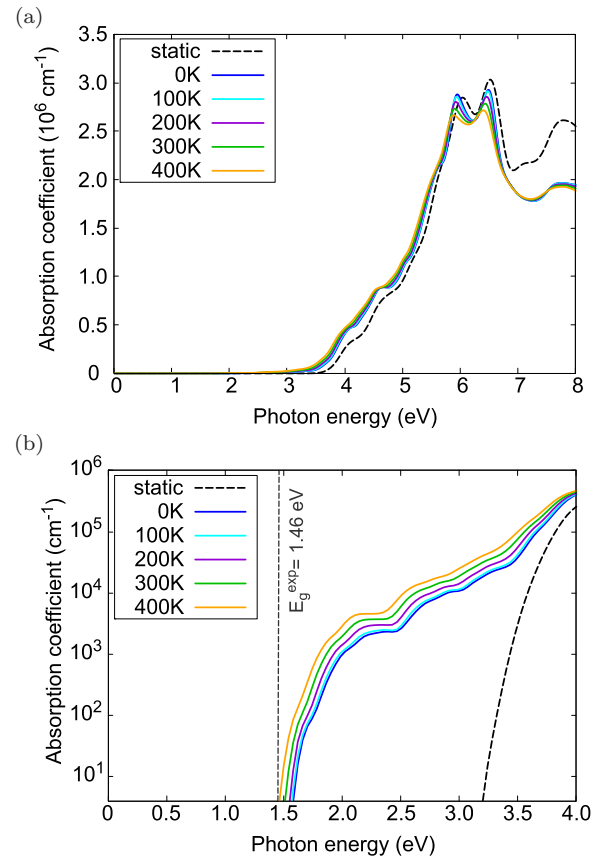 (a)
3.5
3.0
2.5
2.0
1.5
1.0
0.5
0
Absorption coefficient (10⁶ cm⁻¹)
static
0K
100K
200K
300K
400K
0 1 2 3 4 5 6 7 8
Photon energy (eV)
(b)
10⁶
10⁵
10⁴
10³
10²
10¹
Absorption coefficient (cm⁻¹)
static
0K
100K
200K
300K
400K
E_g^exp = 1.46 eV
0 0.5 1.0 1.5 2.0 2.5 3.0 3.5 4.0
Photon energy (eV)